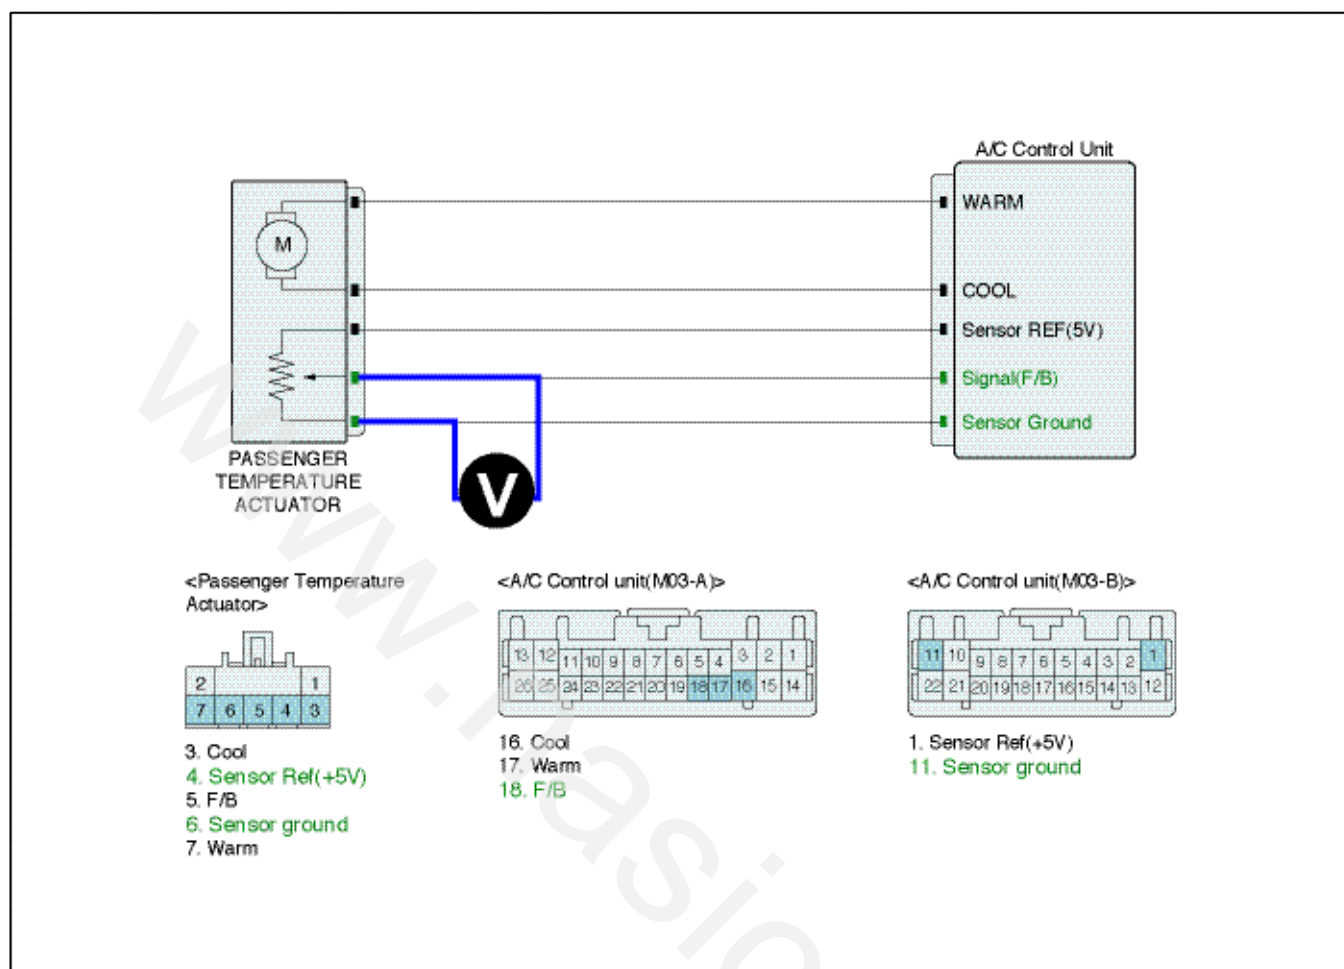 A/C Control Unit
WARM
M
COOL
Sensor REF(5V)
Signal(F/B)
Sensor Ground
PASSENGER
TEMPERATURE
ACTUATOR
V
<Passenger Temperature
Actuator>
2 1
7 6 5 4 3
3. Cool
4. Sensor Ref(+5V)
5. F/B
6. Sensor ground
7. Warm
<A/C Control unit(M03-A)>
13 12 11 10 9 8 7 6 5 4 3 2 1
26 25 24 23 22 21 20 19 18 17 16 15 14
16. Cool
17. Warm
18. F/B
<A/C Control unit(M03-B)>
11 10 9 8 7 6 5 4 3 2 1
22 21 20 19 18 17 16 15 14 13 12
1. Sensor Ref(+5V)
11. Sensor ground
www.nasio